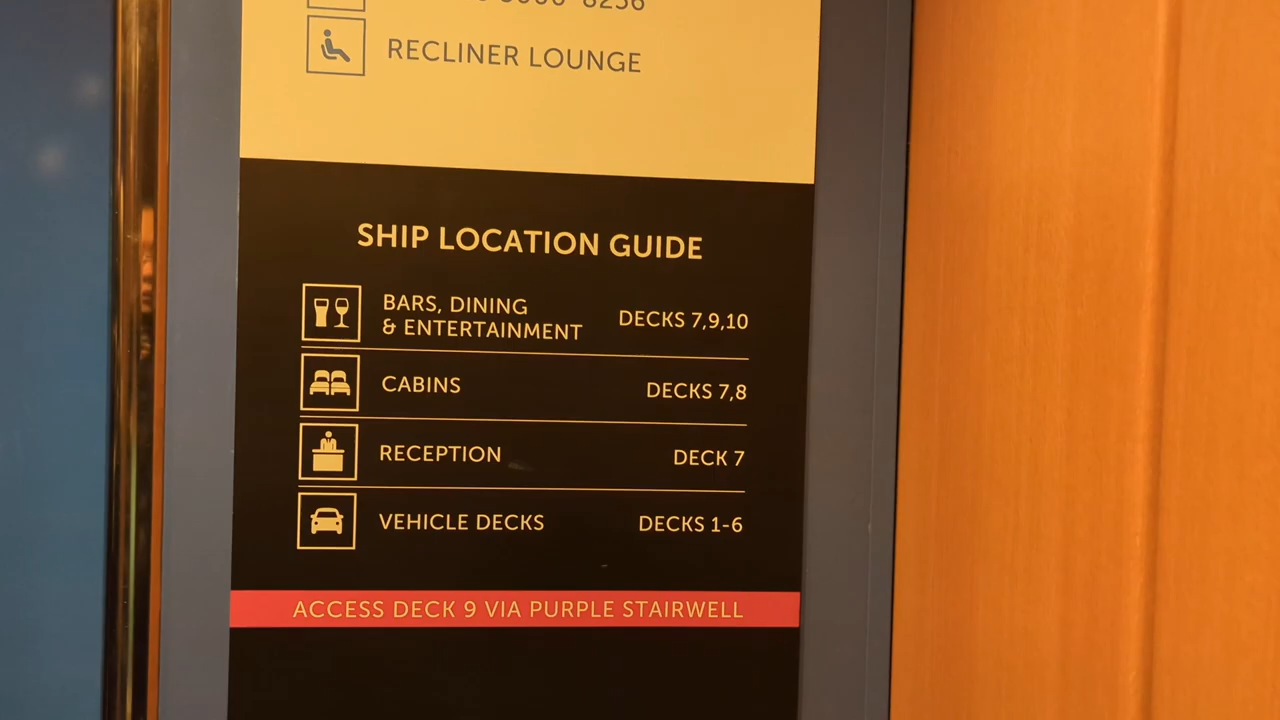 RECLINER LOUNGE
SHIP LOCATION GUIDE
BARS, DINING
& ENTERTAINMENT DECKS 7,9,10
CABINS DECKS 7,8
RECEPTION DECK 7
VEHICLE DECKS DECKS 1-6
ACCESS DECK 9 VIA PURPLE STAIRWELL